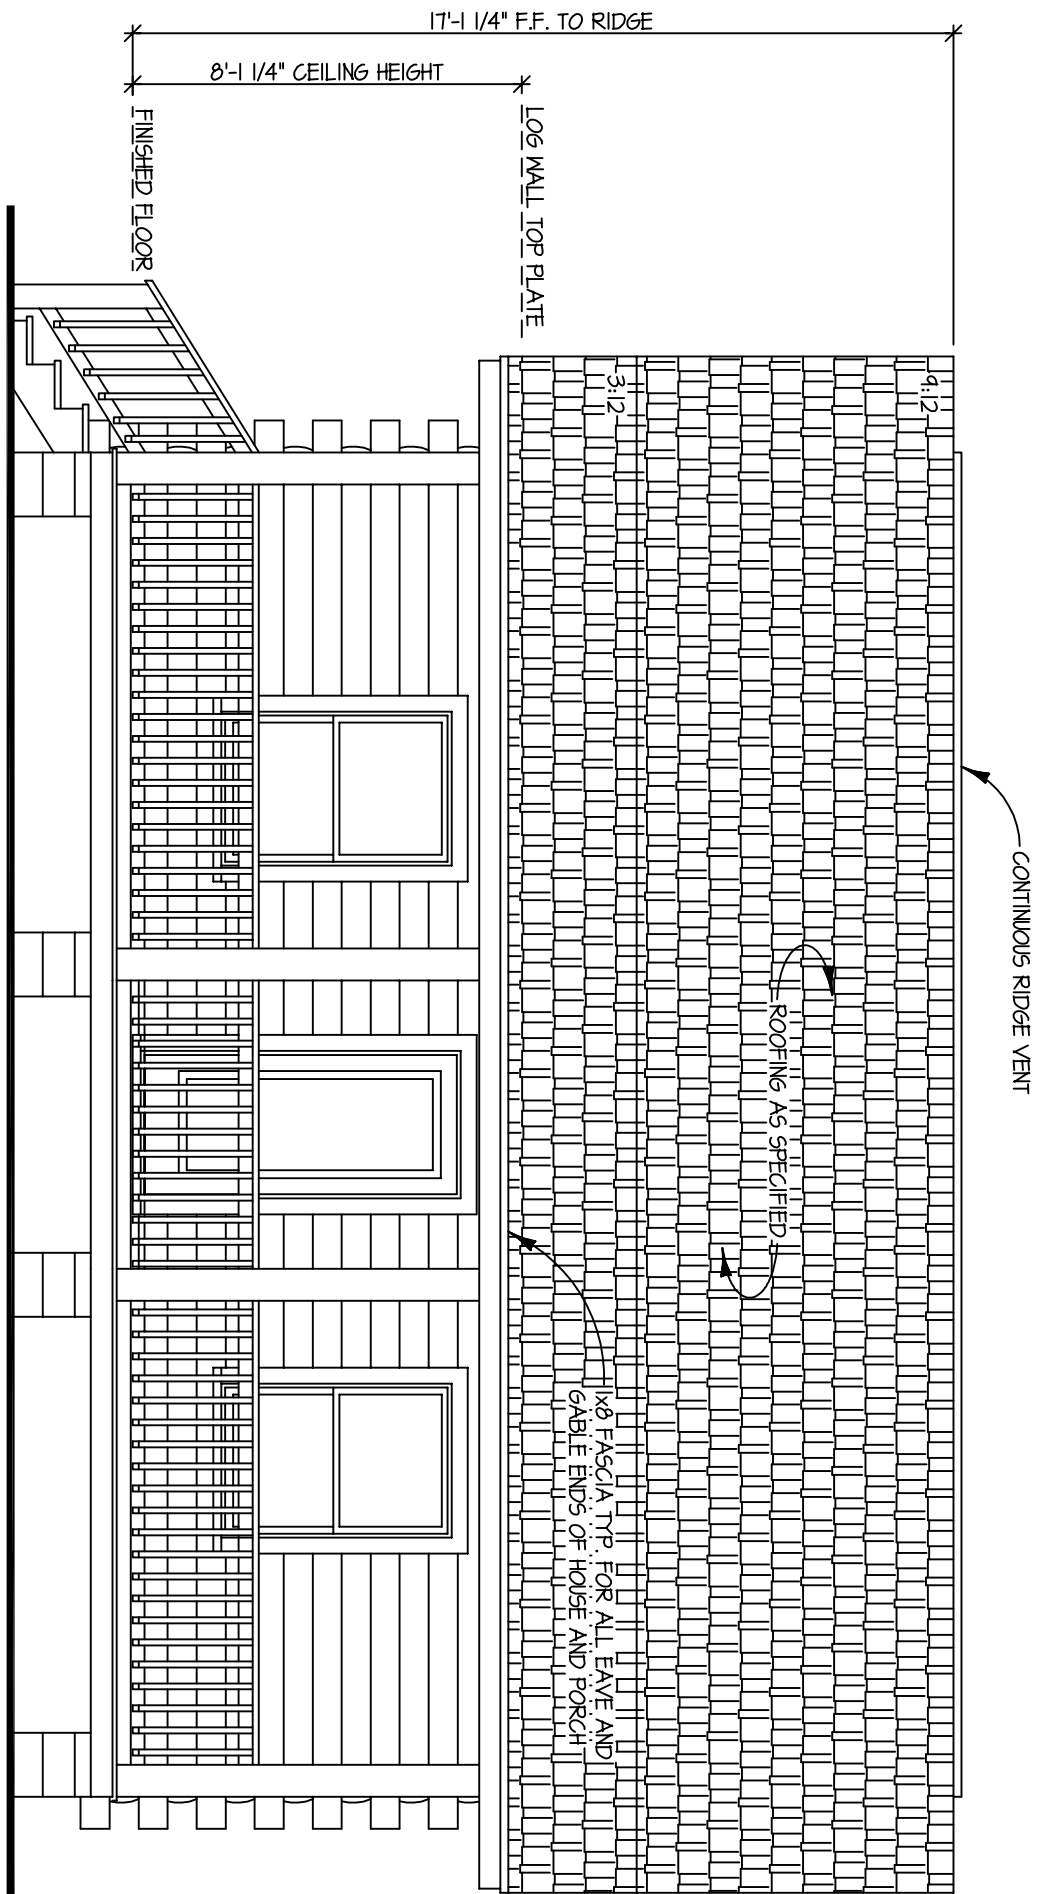 CONTINUOUS RIDGE VENT
9:12
ROOFING AS SPECIFIED
3:12
1x8 FASCIA TYP. FOR ALL EAVE AND
GABLE ENDS OF HOUSE AND PORCH
LOG WALL TOP PLATE
FINISHED FLOOR
17'-1 1/4" F.F. TO RIDGE
8'-1 1/4" CEILING HEIGHT